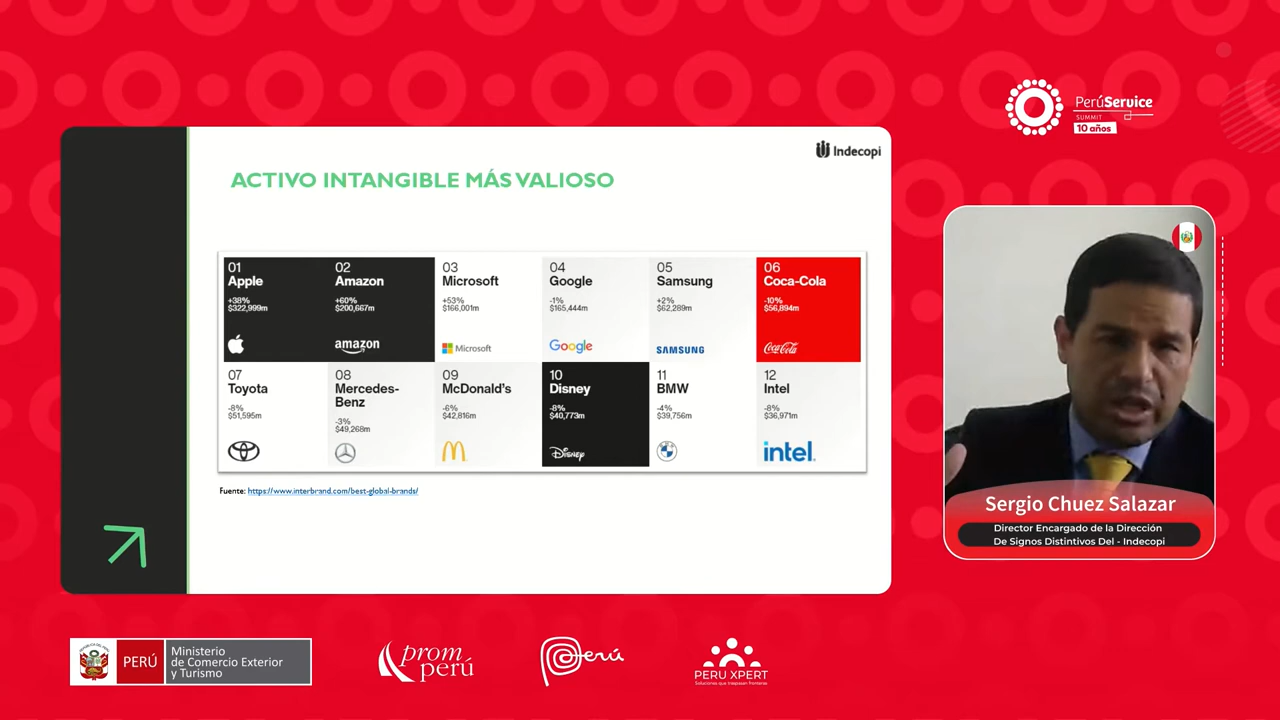 PerúService
SUMMIT
10 años
Indecopi
ACTIVO INTANGIBLE MÁS VALIOSO
01
Apple
+38%
$322,999m
02
Amazon
+60%
$200,667m
amazon
03
Microsoft
+53%
$166,001m
Microsoft
04
Google
-1%
$165,444m
Google
05
Samsung
+2%
$62,289m
SAMSUNG
06
Coca-Cola
-10%
$56,894m
Coca-Cola
07
Toyota
-8%
$51,595m
08
Mercedes-
Benz
-3%
$49,268m
09
McDonald's
-6%
$42,816m
10
Disney
-8%
$40,773m
Disney
11
BMW
-4%
$39,756m
12
Intel
-8%
$36,971m
intel.
Fuente: https://www.interbrand.com/best-global-brands/
Sergio Chuez Salazar
Director Encargado de la Dirección
De Signos Distintivos Del - Indecopi
PERÚ
Ministerio
de Comercio Exterior
y Turismo
prom
perú
Perú
PERU XPERT
Soluciones que traspasan fronteras